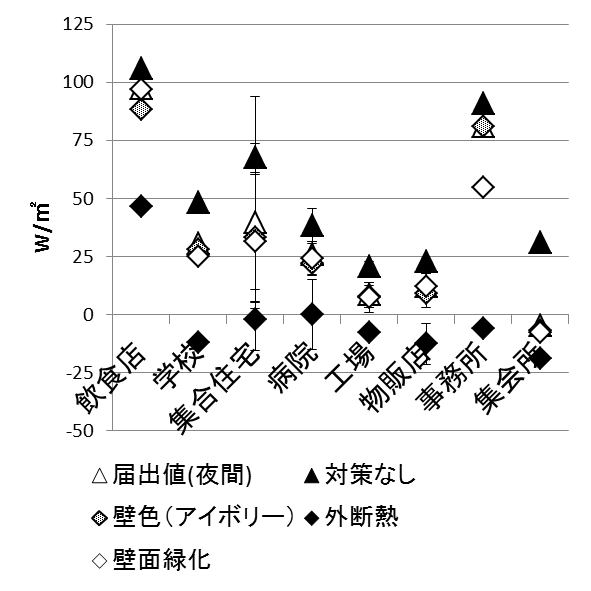 125
100
75
50
25
0
-25
-50
W/㎡
飲食店
学校
集合住宅
病院
工場
物販店
事務所
集会所
△届出値(夜間) ▲対策なし
壁色（アイボリー） ◆外断熱
◇壁面緑化